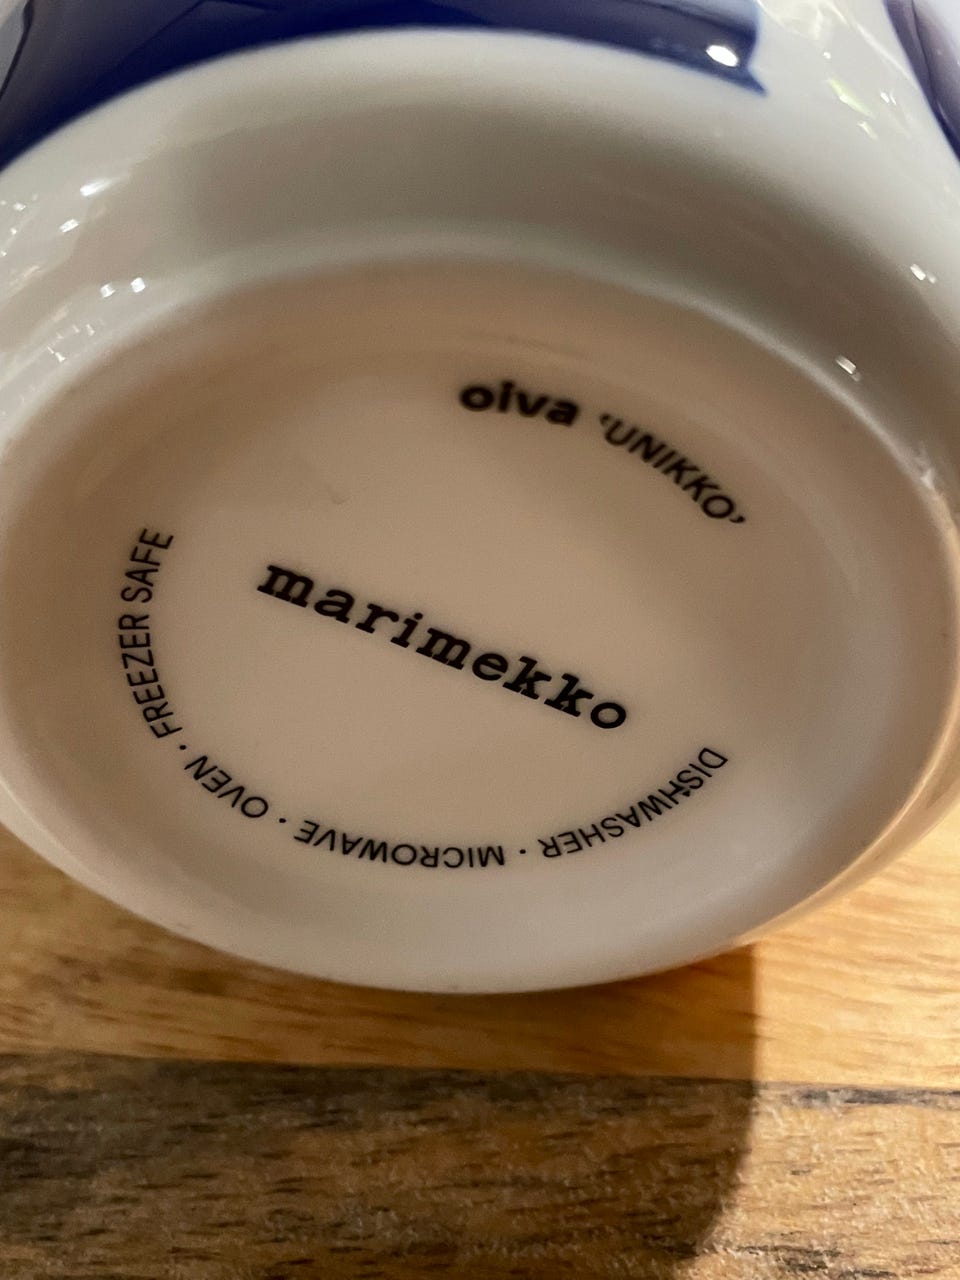 oiva ‘UNIKKO’
marimekko
DISHWASHER · MICROWAVE · OVEN · FREEZER SAFE